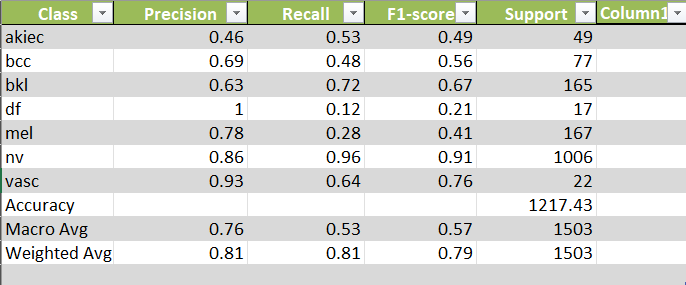 Class Precision Recall F1-score Support Column1
akiec 0.46 0.53 0.49 49
bcc 0.69 0.48 0.56 77
bkl 0.63 0.72 0.67 165
df 1 0.12 0.21 17
mel 0.78 0.28 0.41 167
nv 0.86 0.96 0.91 1006
vasc 0.93 0.64 0.76 22
Accuracy 1217.43
Macro Avg 0.76 0.53 0.57 1503
Weighted Avg 0.81 0.81 0.79 1503